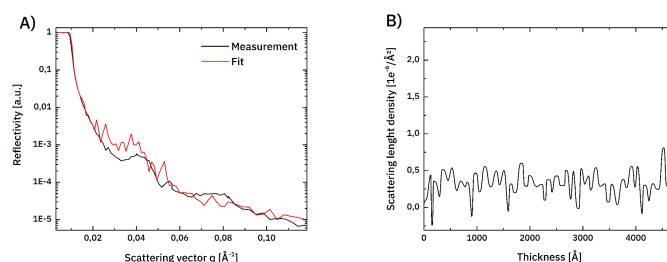 A)
B)
1
0,1
0,01
1E-3
1E-4
1E-5
Reflectivity [a.u.]
Measurement
Fit
0,02
0,04
0,06
0,08
0,10
Scattering vector q [Å⁻¹]
2,0
1,5
1,0
0,5
0,0
Scattering lenght density [1e⁻⁶/Å²]
0
1000
2000
3000
4000
Thickness [Å]